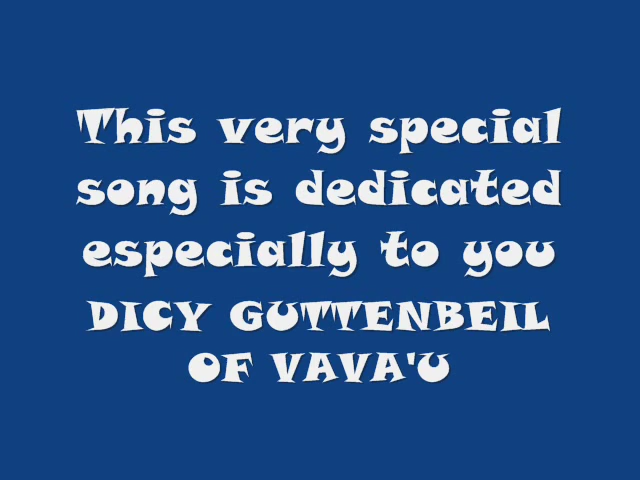 This very special
song is dedicated
especially to you
DICY GUTTENBEIL
OF VAVA'U